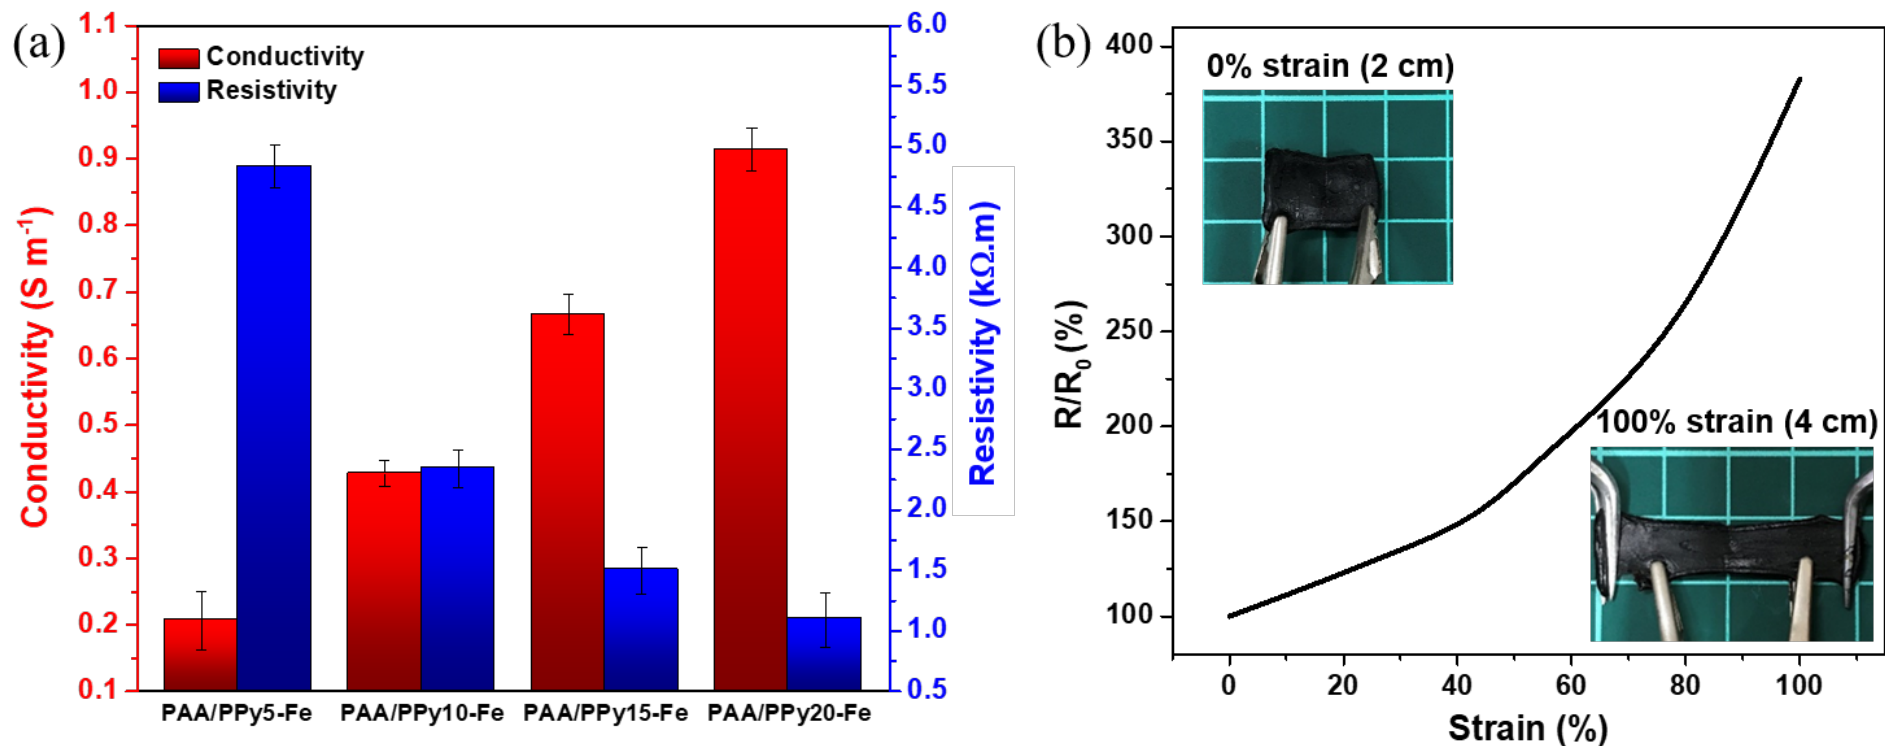 (a)
Conductivity
Resistivity
Conductivity (S m⁻¹)
1.1
1.0
0.9
0.8
0.7
0.6
0.5
0.4
0.3
0.2
0.1
6.0
5.5
5.0
4.5
4.0
3.5
3.0
2.5
2.0
1.5
1.0
0.5
Resistivity (kΩ.m)
PAA/PPy5-Fe PAA/PPy10-Fe PAA/PPy15-Fe PAA/PPy20-Fe
(b)
R/R₀ (%)
400
350
300
250
200
150
100
0% strain (2 cm)
100% strain (4 cm)
0 20 40 60 80 100
Strain (%)